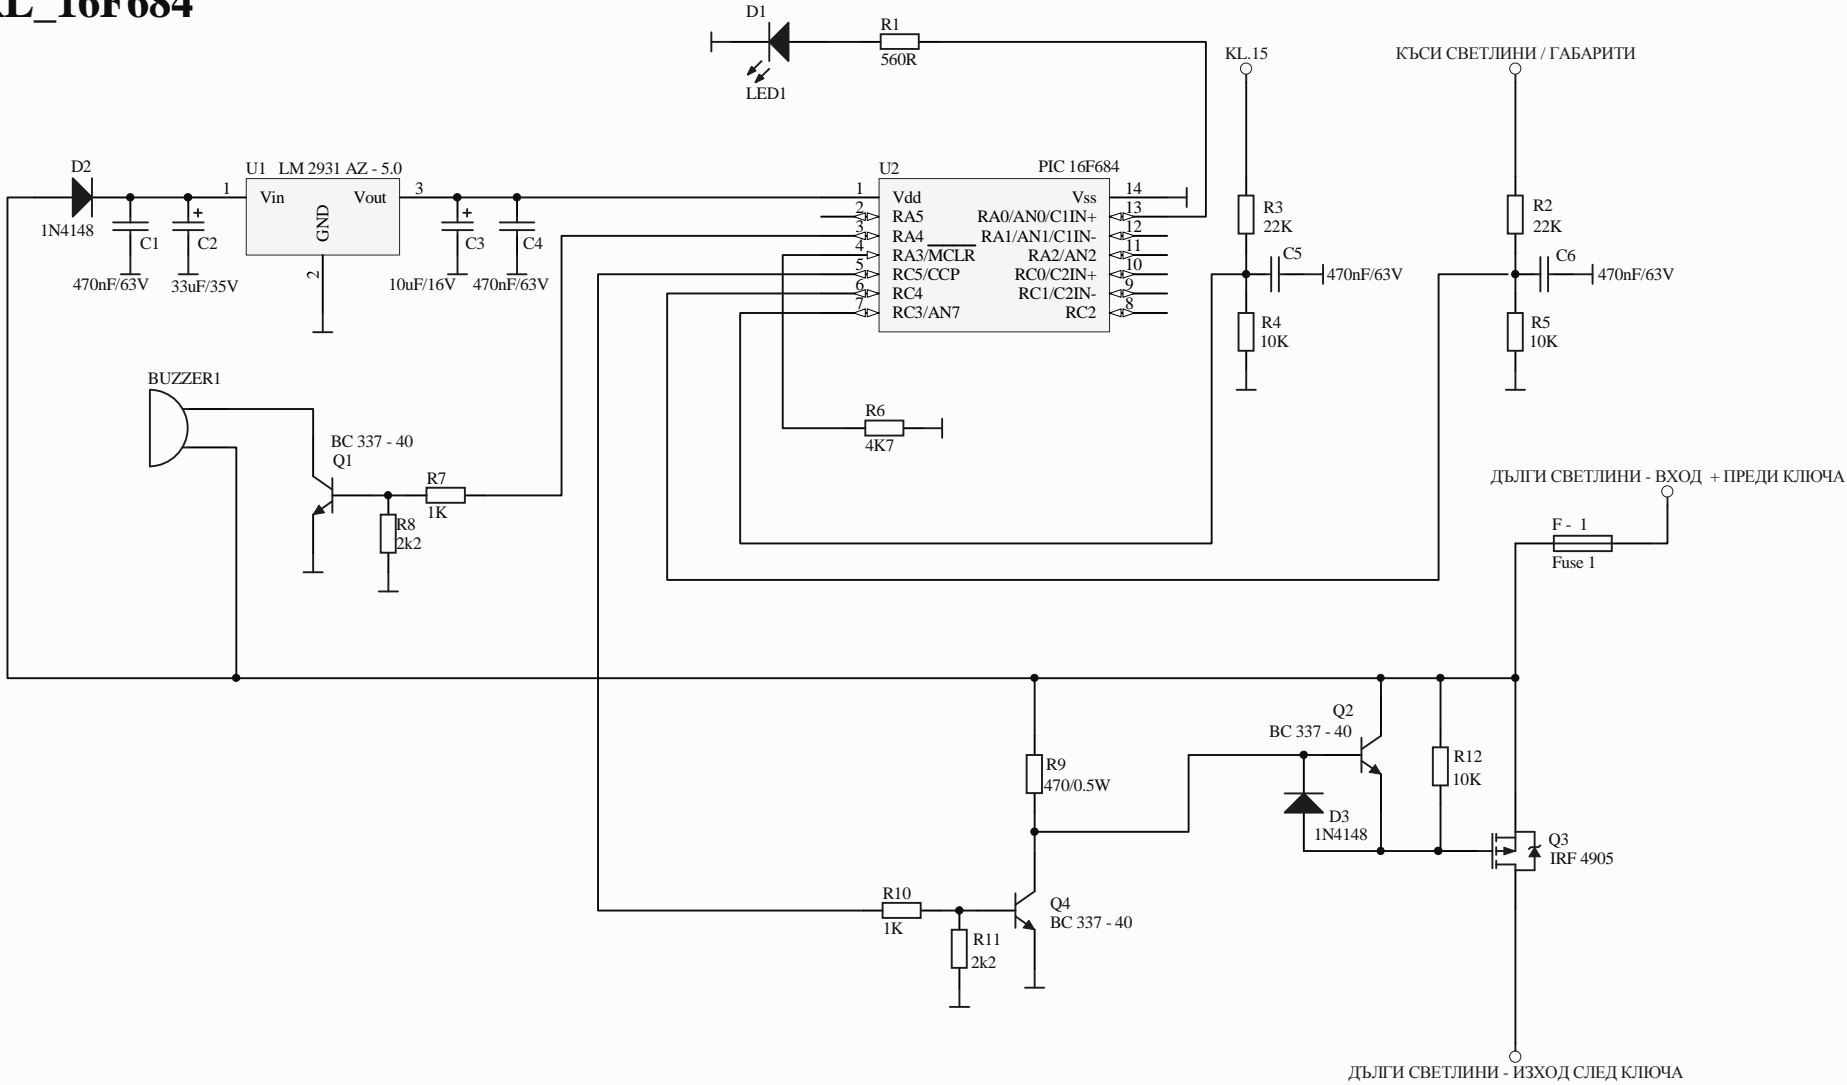 L_16F684
D1
R1
560R
LED1
KL.15
КЪСИ СВЕТЛИНИ / ГАБАРИТИ
D2
1N4148
U1 LM 2931 AZ - 5.0
1
Vin
Vout
3
GND
2
C1
470nF/63V
+
C2
33uF/35V
+
C3
10uF/16V
C4
470nF/63V
U2
PIC 16F684
1
Vdd
Vss
14
2
RA5
RA0/AN0/C1IN+
13
3
RA4
RA1/AN1/C1IN-
12
4
RA3/MCLR
RA2/AN2
11
5
RC5/CCP
RC0/C2IN+
10
6
RC4
RC1/C2IN-
9
7
RC3/AN7
RC2
8
R3
22K
C5
470nF/63V
R4
10K
R2
22K
C6
470nF/63V
R5
10K
BUZZER1
BC 337 - 40
Q1
R7
1K
R8
2k2
R6
4K7
ДЪЛГИ СВЕТЛИНИ - ВХОД + ПРЕДИ КЛЮЧА
F - 1
Fuse 1
R9
470/0.5W
Q2
BC 337 - 40
D3
1N4148
R12
10K
Q3
IRF 4905
R10
1K
R11
2k2
Q4
BC 337 - 40
ДЪЛГИ СВЕТЛИНИ - ИЗХОД СЛЕД КЛЮЧА